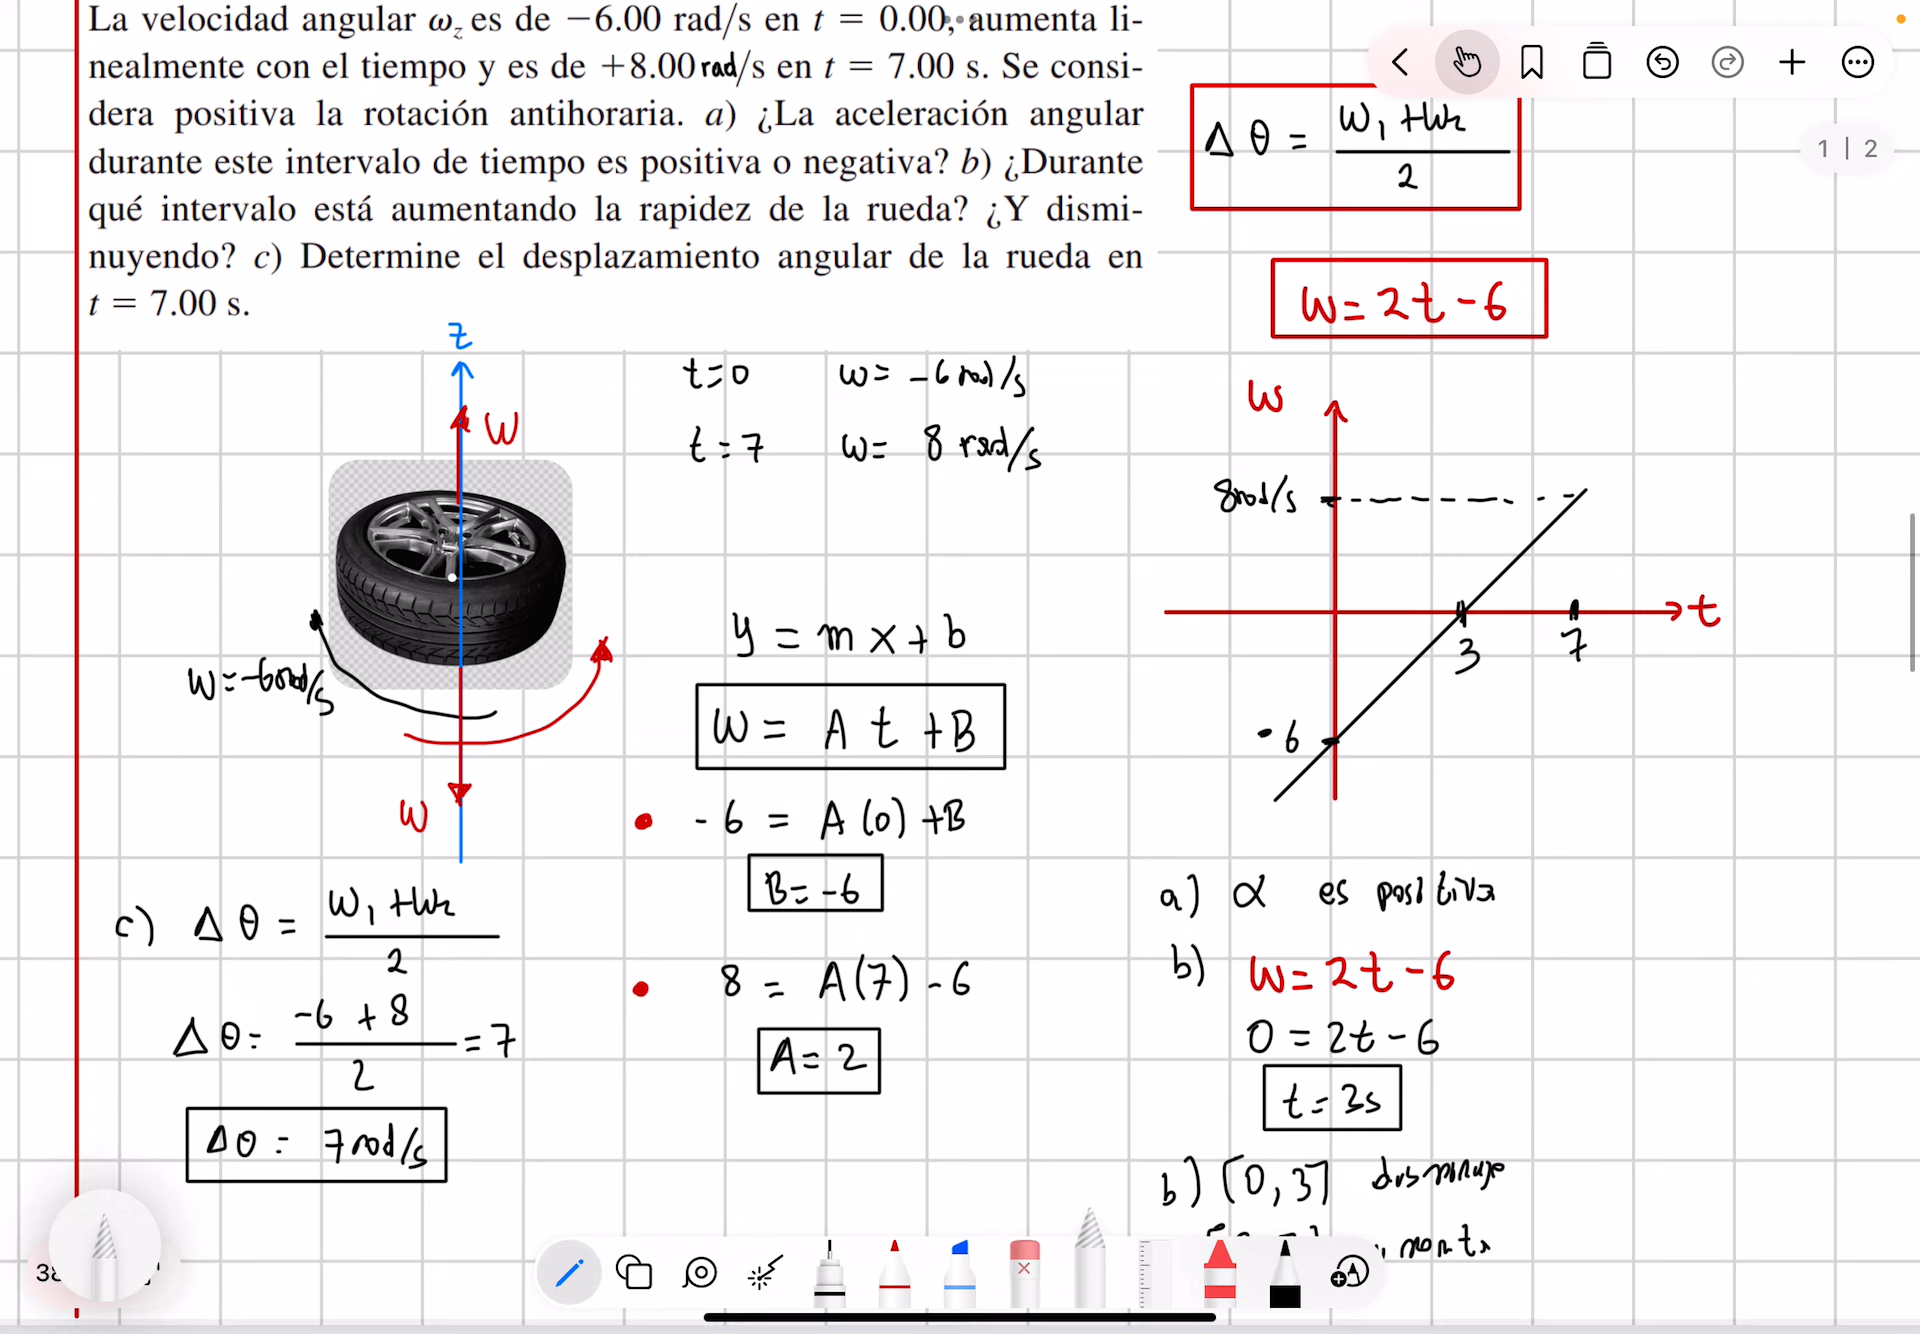 La velocidad angular ω_z es de −6.00 rad/s en t = 0.00, aumenta li-
nealmente con el tiempo y es de +8.00 rad/s en t = 7.00 s. Se consi-
dera positiva la rotación antihoraria. a) ¿La aceleración angular
durante este intervalo de tiempo es positiva o negativa? b) ¿Durante
qué intervalo está aumentando la rapidez de la rueda? ¿Y dismi-
nuyendo? c) Determine el desplazamiento angular de la rueda en
t = 7.00 s.
1 | 2
Δθ = (W₁ + W₂)/2
W = 2t - 6
z
W
W = -6 rad/s
W
t=0 W = -6 rad/s
t=7 W = 8 rad/s
y = mx + b
W = At + B
-6 = A(0) + B
B = -6
8 = A(7) - 6
A = 2
W
8 rad/s
t
3
7
-6
c) Δθ = (W₁ + W₂)/2
Δθ = (-6 + 8)/2 = 7
Δθ = 7 rad/s
a) α es positiva
b) W = 2t - 6
0 = 2t - 6
t = 3s
b) [0, 3] disminuye
38